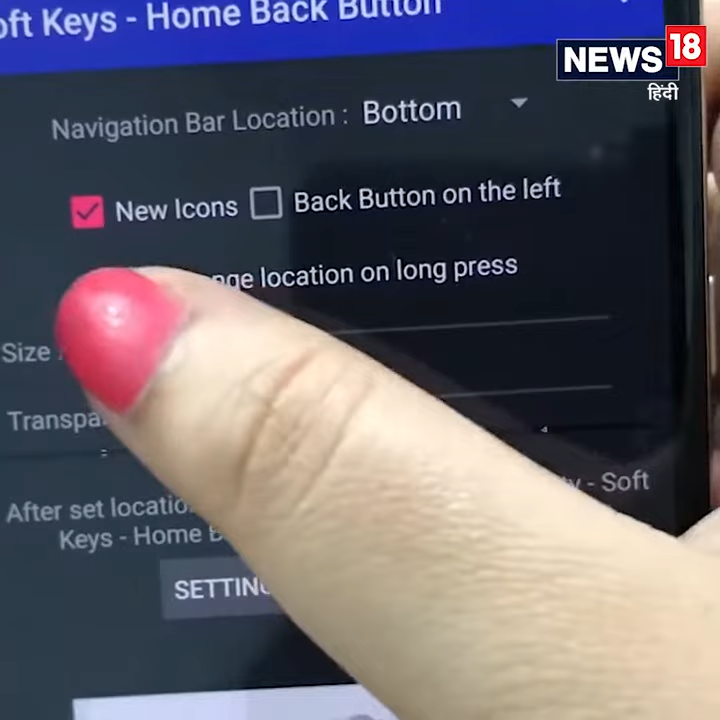 oft Keys - Home Back Button
NEWS 18
हिंदी
Navigation Bar Location : Bottom
New Icons Back Button on the left
nge location on long press
Size
Transpa
After set locatio - Soft
Keys - Home B
SETTING